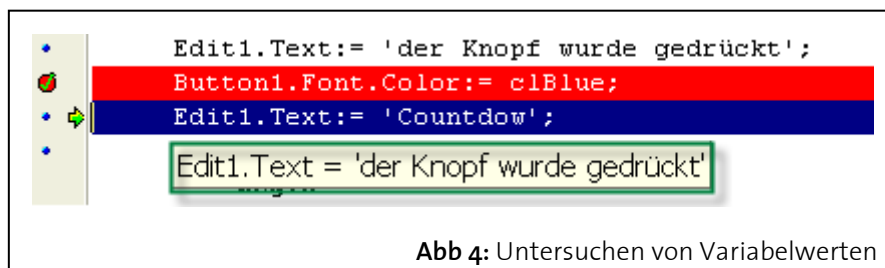 Edit1.Text:= 'der Knopf wurde gedrückt';
Button1.Font.Color:= clBlue;
Edit1.Text:= 'Countdow';
Edit1.Text = 'der Knopf wurde gedrückt'
Abb 4: Untersuchen von Variabelwerten